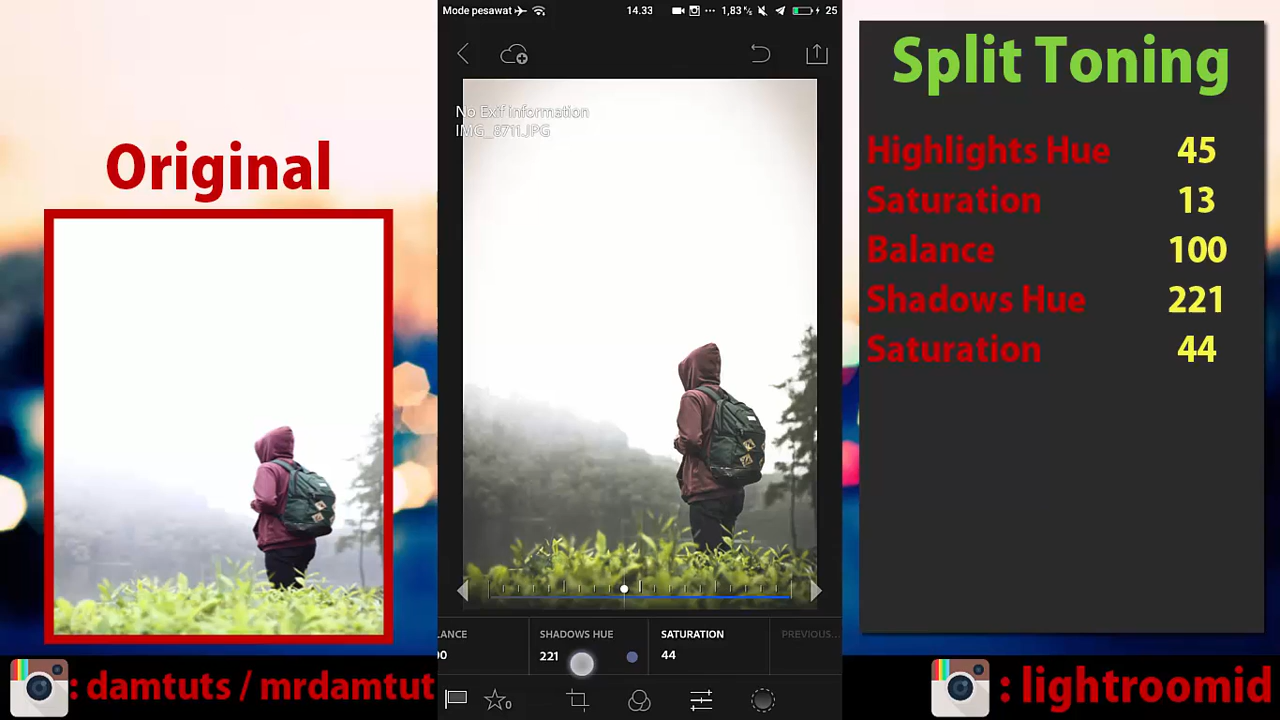 Original
: damtuts / mrdamtut
Mode pesawat 14.33 ... 1,83 ⁰⁄ₛ 25
No Exif information
IMG_8711.JPG
LANCE
00
SHADOWS HUE
221
SATURATION
44
PREVIOUS...
0
Split Toning
Highlights Hue 45
Saturation 13
Balance 100
Shadows Hue 221
Saturation 44
: lightroomid